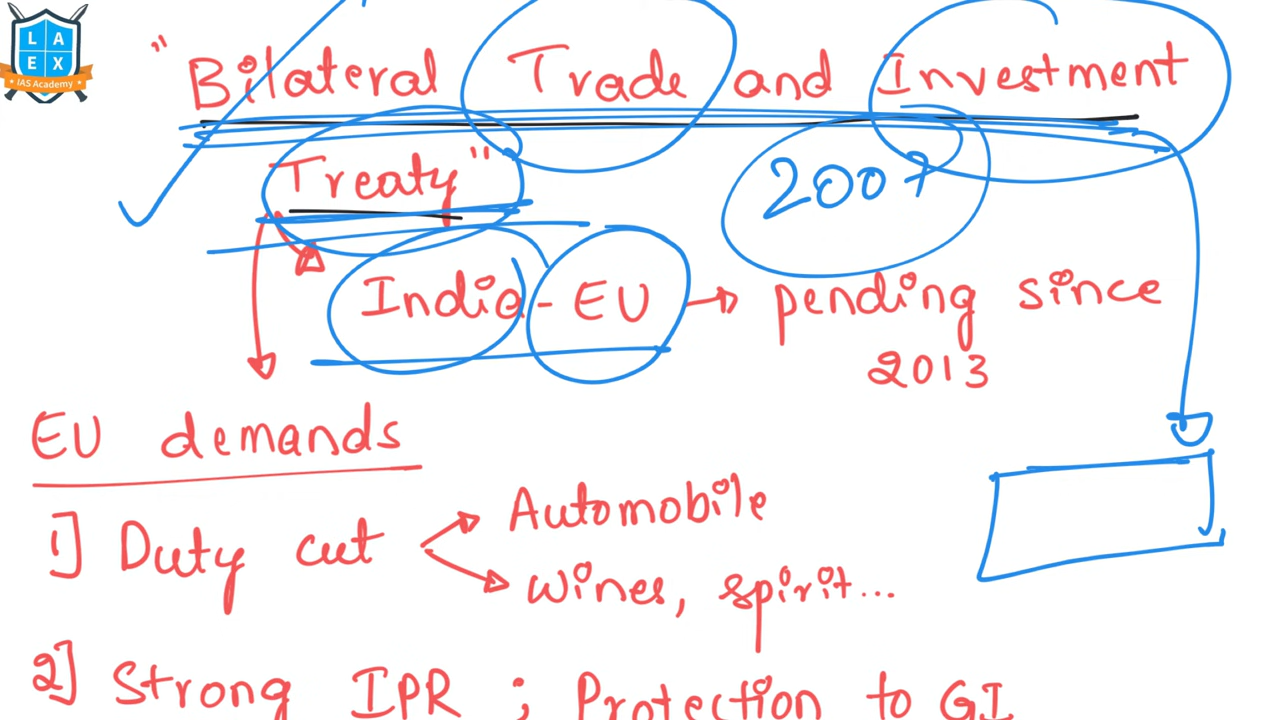 L A
E X
IAS Academy
"Bilateral Trade and Investment
Treaty"
2007
India - EU → pending since
2013
EU demands
1] Duty cut
Automobile
wines, spirit...
2] Strong IPR ; Protection to GI